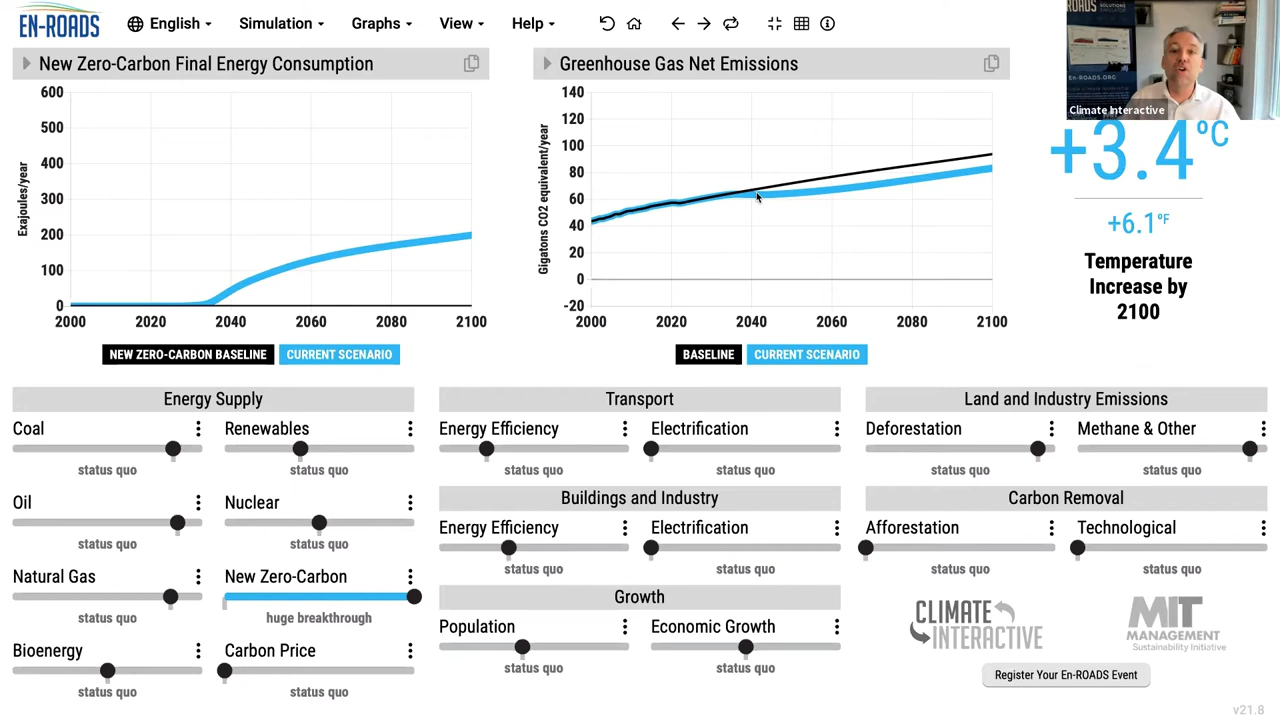 EN-ROADS
English
Simulation
Graphs
View
Help
New Zero-Carbon Final Energy Consumption
Exajoules/year
600
500
400
300
200
100
0
2000 2020 2040 2060 2080 2100
NEW ZERO-CARBON BASELINE CURRENT SCENARIO
Greenhouse Gas Net Emissions
Gigatons CO2 equivalent/year
140
120
100
80
60
40
20
0
-20
2000 2020 2040 2060 2080 2100
BASELINE CURRENT SCENARIO
ROADS
En-ROADS.ORG
Climate Interactive
+3.4°C
+6.1°F
Temperature
Increase by
2100
Energy Supply
Coal
status quo
Renewables
status quo
Oil
status quo
Nuclear
status quo
Natural Gas
status quo
New Zero-Carbon
huge breakthrough
Bioenergy
status quo
Carbon Price
status quo
Transport
Energy Efficiency
status quo
Electrification
status quo
Buildings and Industry
Energy Efficiency
status quo
Electrification
status quo
Growth
Population
status quo
Economic Growth
status quo
Land and Industry Emissions
Deforestation
status quo
Methane & Other
status quo
Carbon Removal
Afforestation
status quo
Technological
status quo
CLIMATE
INTERACTIVE
MIT
MANAGEMENT
Sustainability Initiative
Register Your En-ROADS Event
v21.8